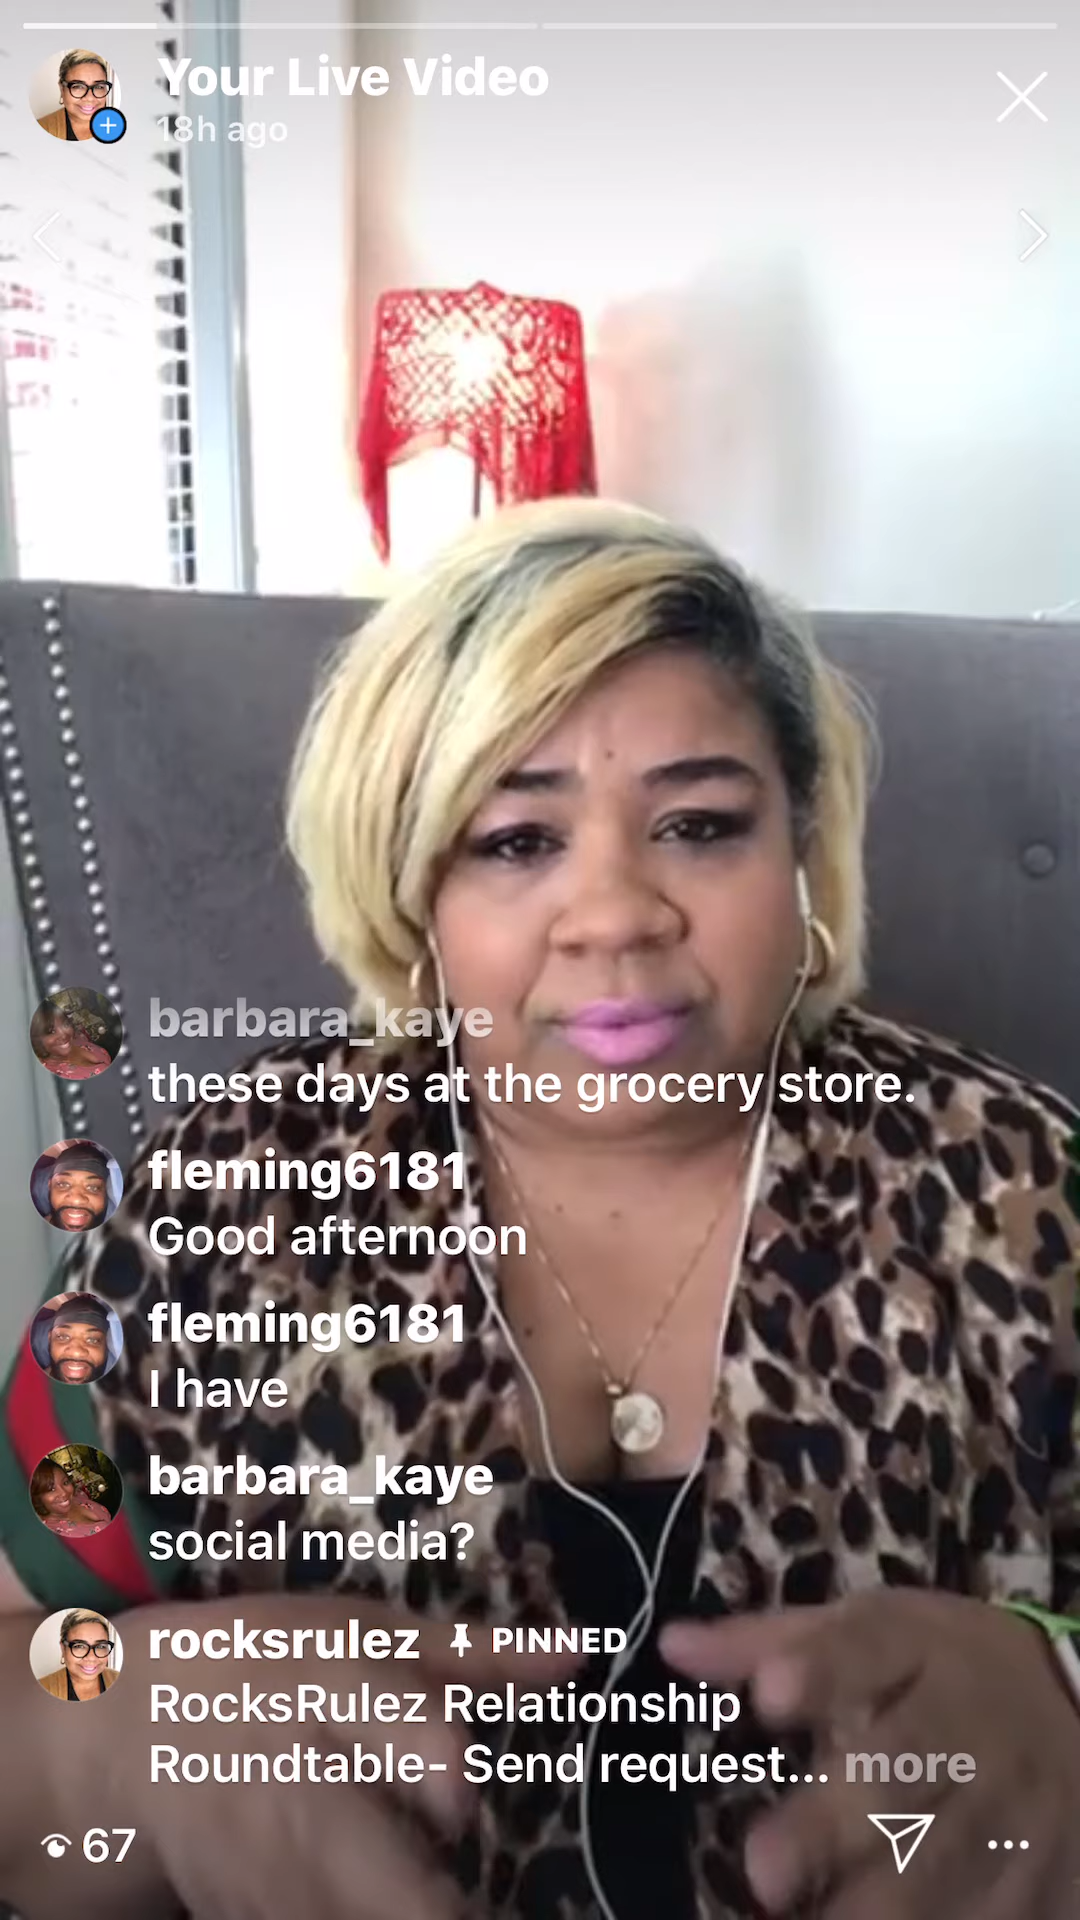 Your Live Video
18h ago
barbara_kaye
these days at the grocery store.
fleming6181
Good afternoon
fleming6181
I have
barbara_kaye
social media?
rocksrulez PINNED
RocksRulez Relationship
Roundtable- Send request... more
67